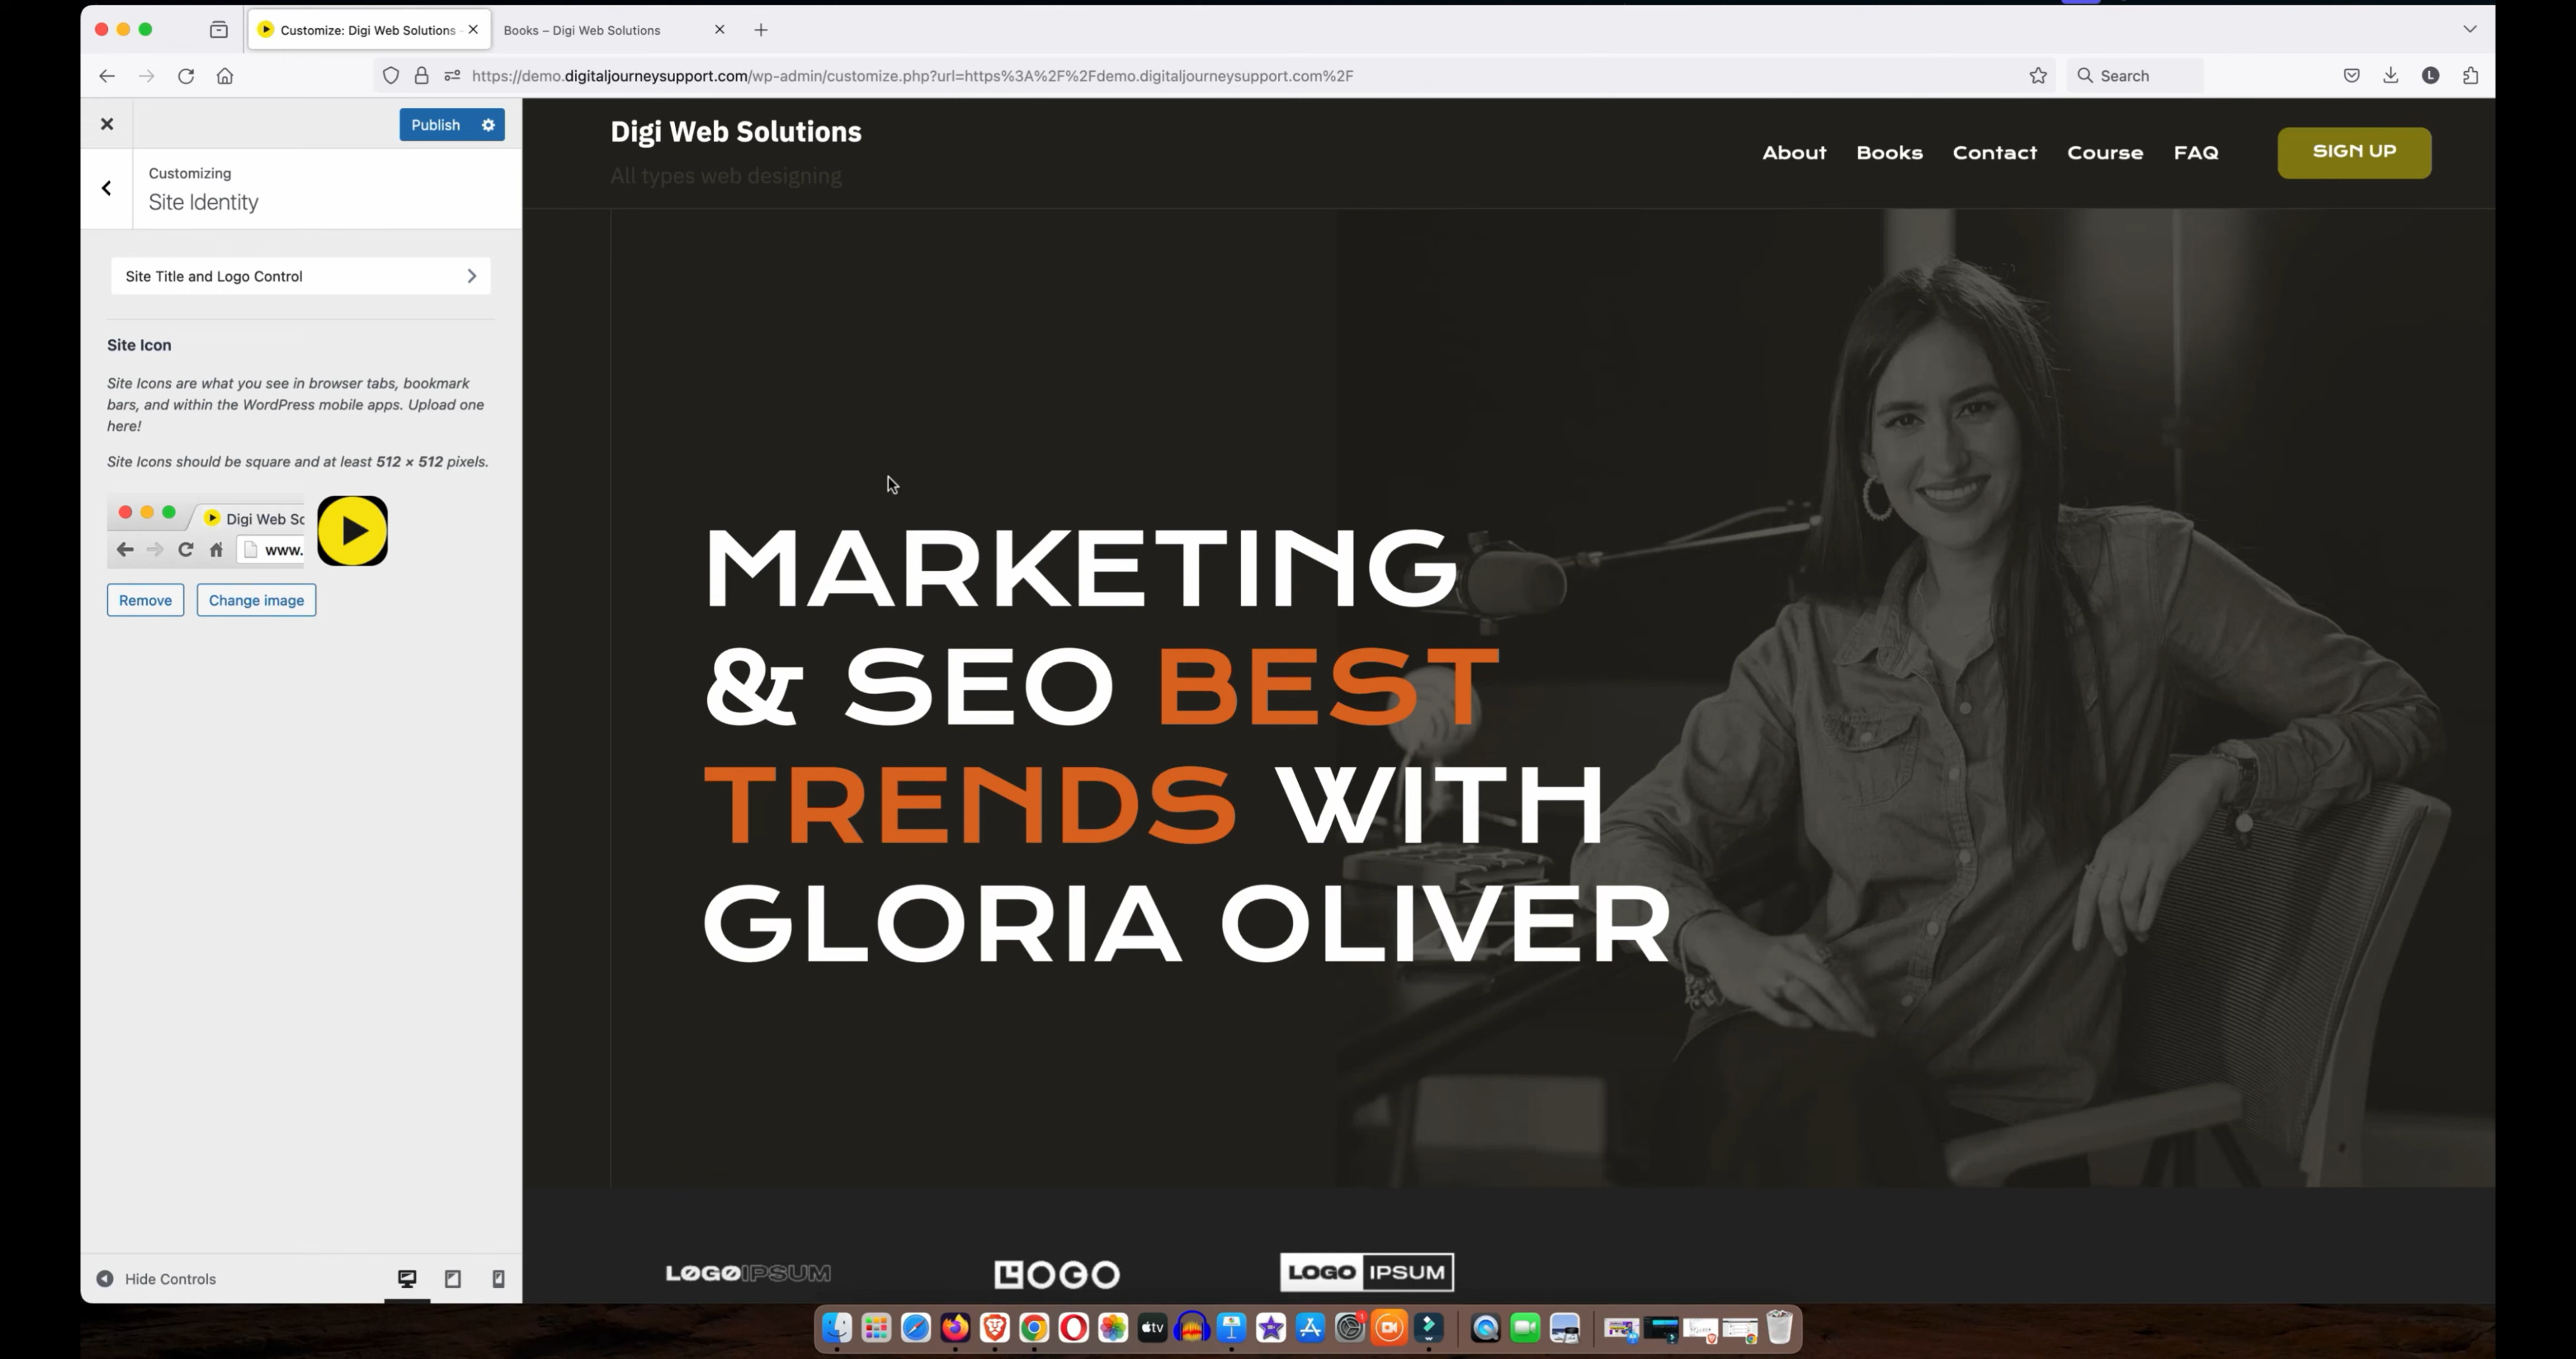 Customize: Digi Web Solutions
Books – Digi Web Solutions
https://demo.digitaljourneysupport.com/wp-admin/customize.php?url=https%3A%2F%2Fdemo.digitaljourneysupport.com%2F
Search
L
Publish
Customizing
Site Identity
Site Title and Logo Control
Site Icon
Site Icons are what you see in browser tabs, bookmark
bars, and within the WordPress mobile apps. Upload one
here!
Site Icons should be square and at least 512 × 512 pixels.
Digi Web Sc
www.
Remove
Change image
Hide Controls
Digi Web Solutions
All types web designing
About Books Contact Course FAQ
SIGN UP
MARKETING
& SEO BEST
TRENDS WITH
GLORIA OLIVER
LOGOIPSUM
LOGO
LOGO IPSUM
tv